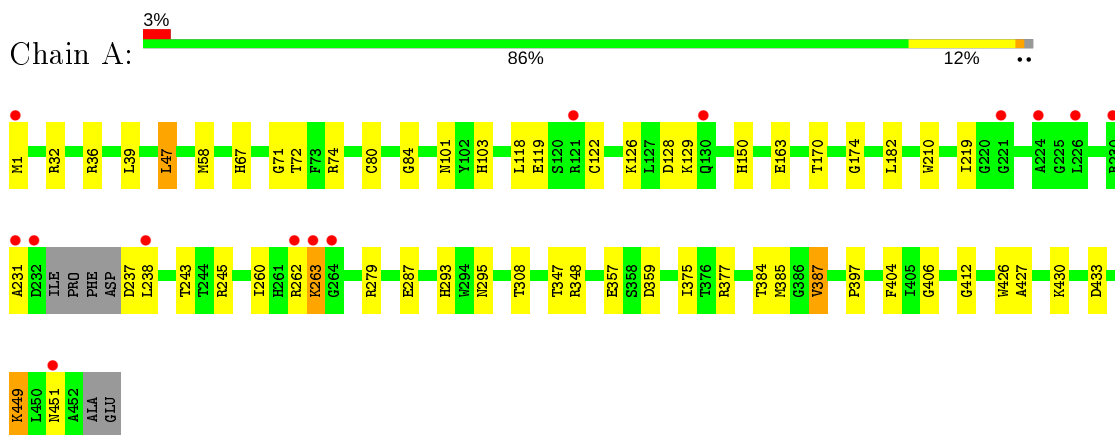 3%
Chain A:
86% 12% ••
M1 R32 R36 L39 L47 M58 H67 G71 T72 F73 R74 C80 G84 N101 Y102 H103 L118 E119 S120 R121 C122 K126 L127 D128 K129 Q130 H150 E163 T170 G174 L182 W210 I219 G220 G221 A224 G225 L226
A231 D232 ILE PRO PHE ASP D237 L238 T243 T244 R245 I260 H261 R262 K263 G264 R279 E287 H293 W294 N295 T308 T347 R348 E357 S358 D359 I375 T376 R377 T384 M385 G386 V387 P397 F404 I405 G406 G412 W426 A427 K430 D433
K449 L450 N451 A452 ALA GLU